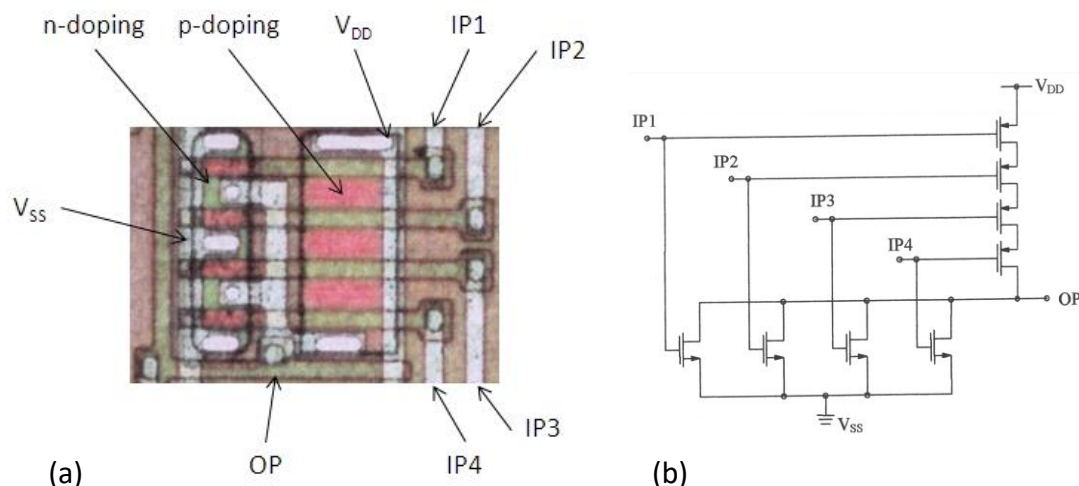 n-doping
p-doping
VDD
IP1
IP2
VSS
IP3
IP4
OP
(a)
VDD
IP1
IP2
IP3
IP4
OP
VSS
(b)